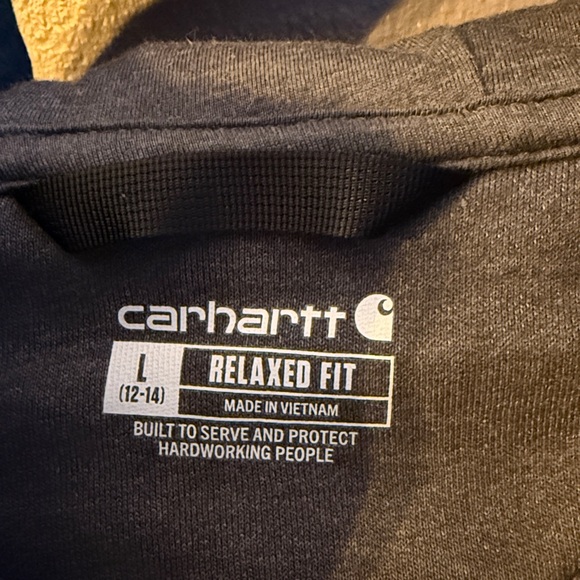 carhartt
L
(12-14)
RELAXED FIT
MADE IN VIETNAM
BUILT TO SERVE AND PROTECT
HARDWORKING PEOPLE